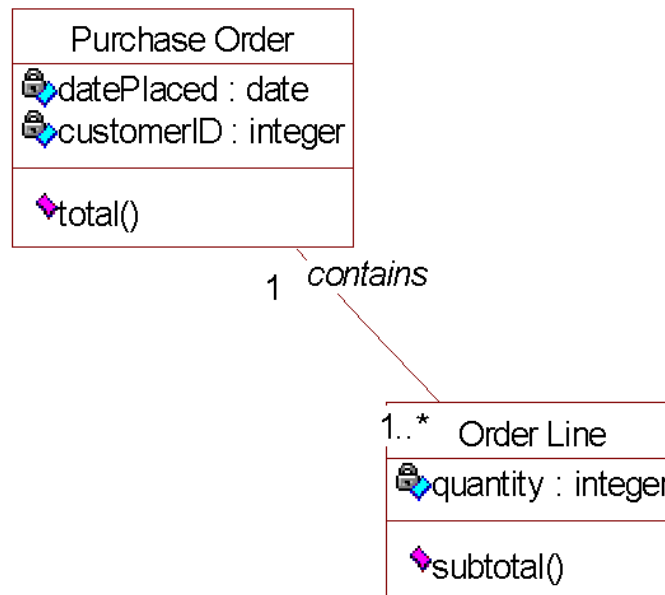 Purchase Order
datePlaced : date
customerID : integer
total()
1 contains
1..* Order Line
quantity : integer
subtotal()